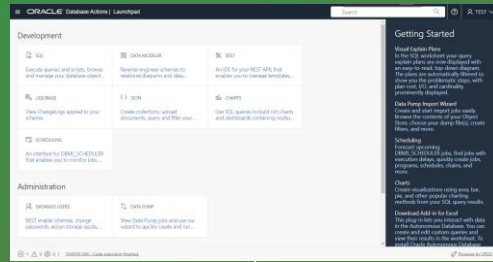 ORACLE Database Actions | Launchpad
Search
TEST
Development
SQL
Execute queries and scripts, browse
and manage your database object...
DATA MODELER
Reverse-engineer schemas to
relational diagrams and data...
REST
An IDE for your REST APIs that
enables you to manage templates,...
LIQUIBASE
View ChangeLogs applied to your
schema.
JSON
Create collections, upload
documents, query and filter your...
CHARTS
Use SQL queries to build rich charts
and dashboards containing multip...
SCHEDULING
An interface for DBMS_SCHEDULER
that enables you to monitor jobs,...
Administration
DATABASE USERS
REST enable schemas, change
passwords, assign storage quota,...
DATA PUMP
View Data Pump jobs and use our
wizard to quickly create and run...
Getting Started
Visual Explain Plans
In the SQL worksheet your query
explain plans are now displayed with
an easy-to-read, top-down diagram.
The plans are automatically filtered to
show you the problematic steps, with
plan cost, I/O, and cardinality
prominently displayed.
Data Pump Import Wizard
Create and start import jobs easily.
Browse the contents of your Object
Store, choose your dump file(s), create
filters, and more.
Scheduling
Forecast upcoming
DBMS_SCHEDULER jobs, find jobs with
execution delays, quickly create jobs,
programs, schedules, chains, and
more.
Charts
Create visualizations using area, bar,
pie, and other popular charting
methods from your SQL query results.
Download Add-in for Excel
This plug-in lets you interact with data
in the Autonomous Database. You can
create and edit custom queries and
view their results in the worksheet. To
install Oracle Autonomous Database
Powered by ORDS